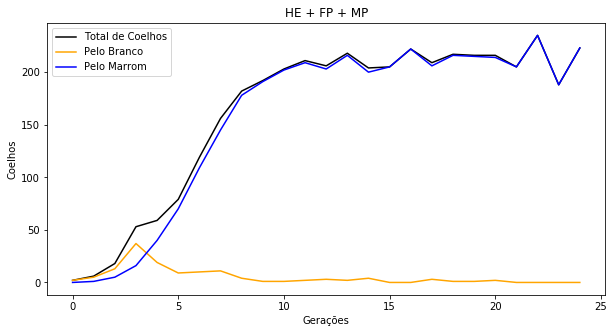 HE + FP + MP
Total de Coelhos
Pelo Branco
Pelo Marrom
Coelhos
200
150
100
50
0
0
5
10
15
20
25
Gerações